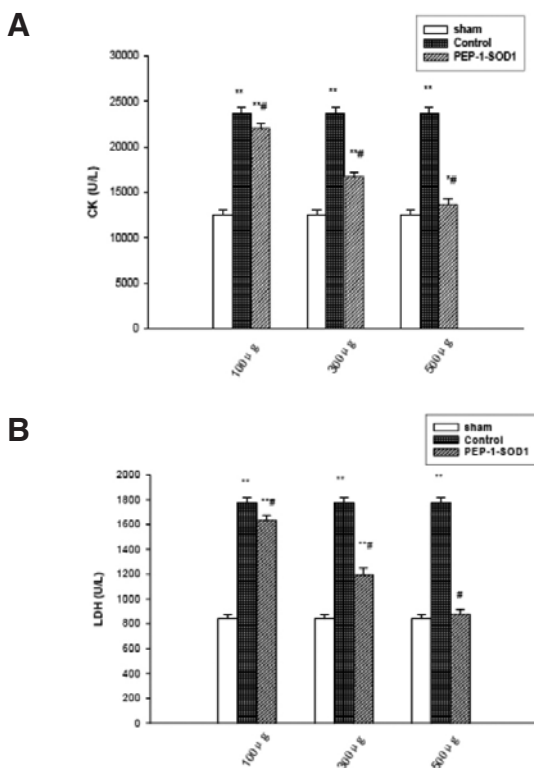 A
sham
Control
PEP-1-SOD1
30000
25000
20000
15000
10000
5000
0
CK (U/L)
** **# ** **# ** *#
100μg 300μg 500μg
B
sham
Control
PEP-1-SOD1
2000
1800
1600
1400
1200
1000
800
600
400
200
0
LDH (U/L)
** **# ** **# ** #
100μg 300μg 500μg